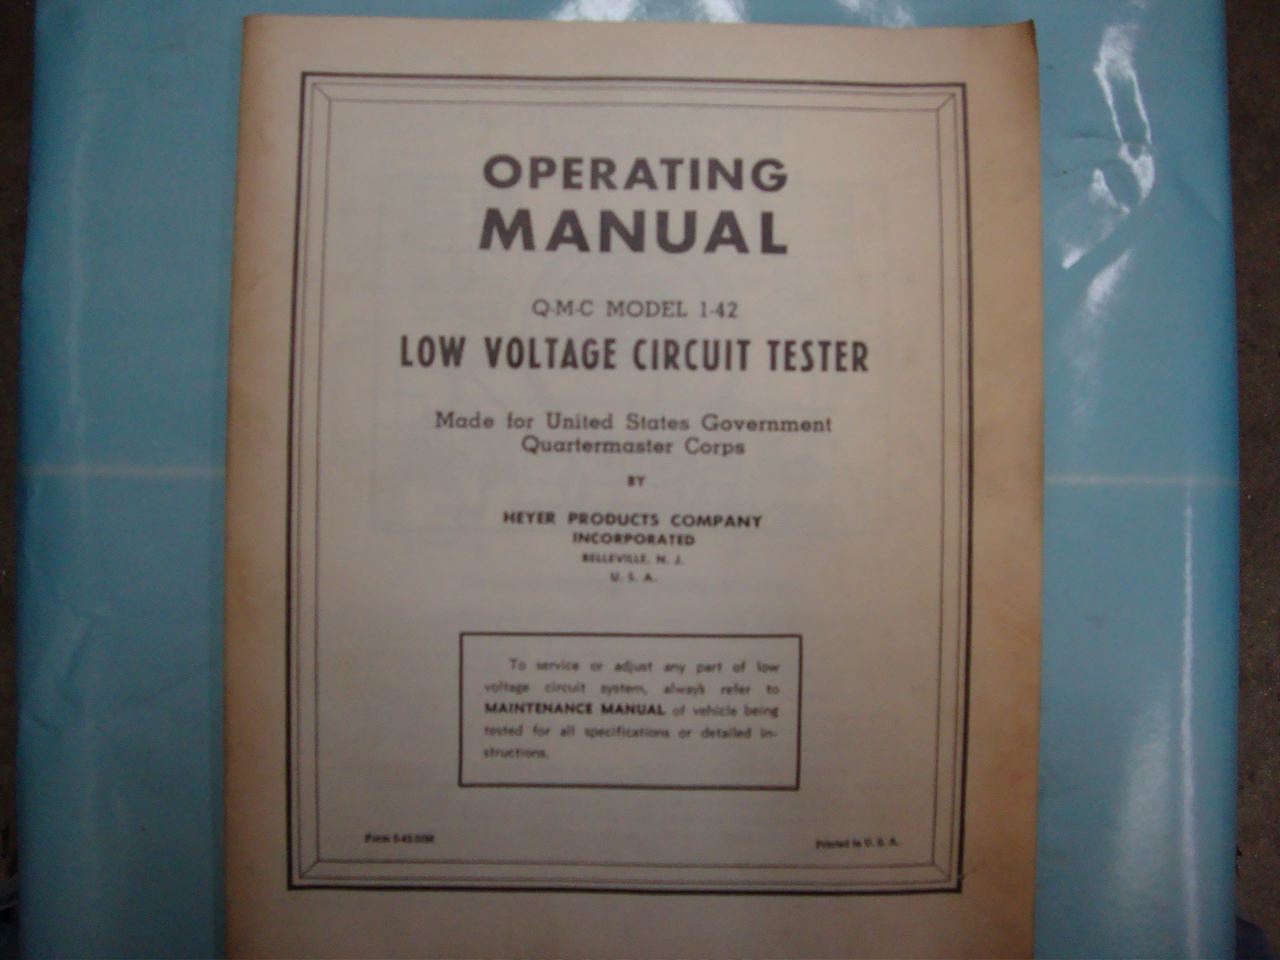 OPERATING
MANUAL
Q-M-C MODEL 1-42
LOW VOLTAGE CIRCUIT TESTER
Made for United States Government
Quartermaster Corps
BY
HEYER PRODUCTS COMPANY
INCORPORATED
BELLEVILLE, N. J.
U. S. A.
To service or adjust any part of low
voltage circuit system, always refer to
MAINTENANCE MANUAL of vehicle being
tested for all specifications or detailed in-
structions.
Form
Printed in U. S. A.